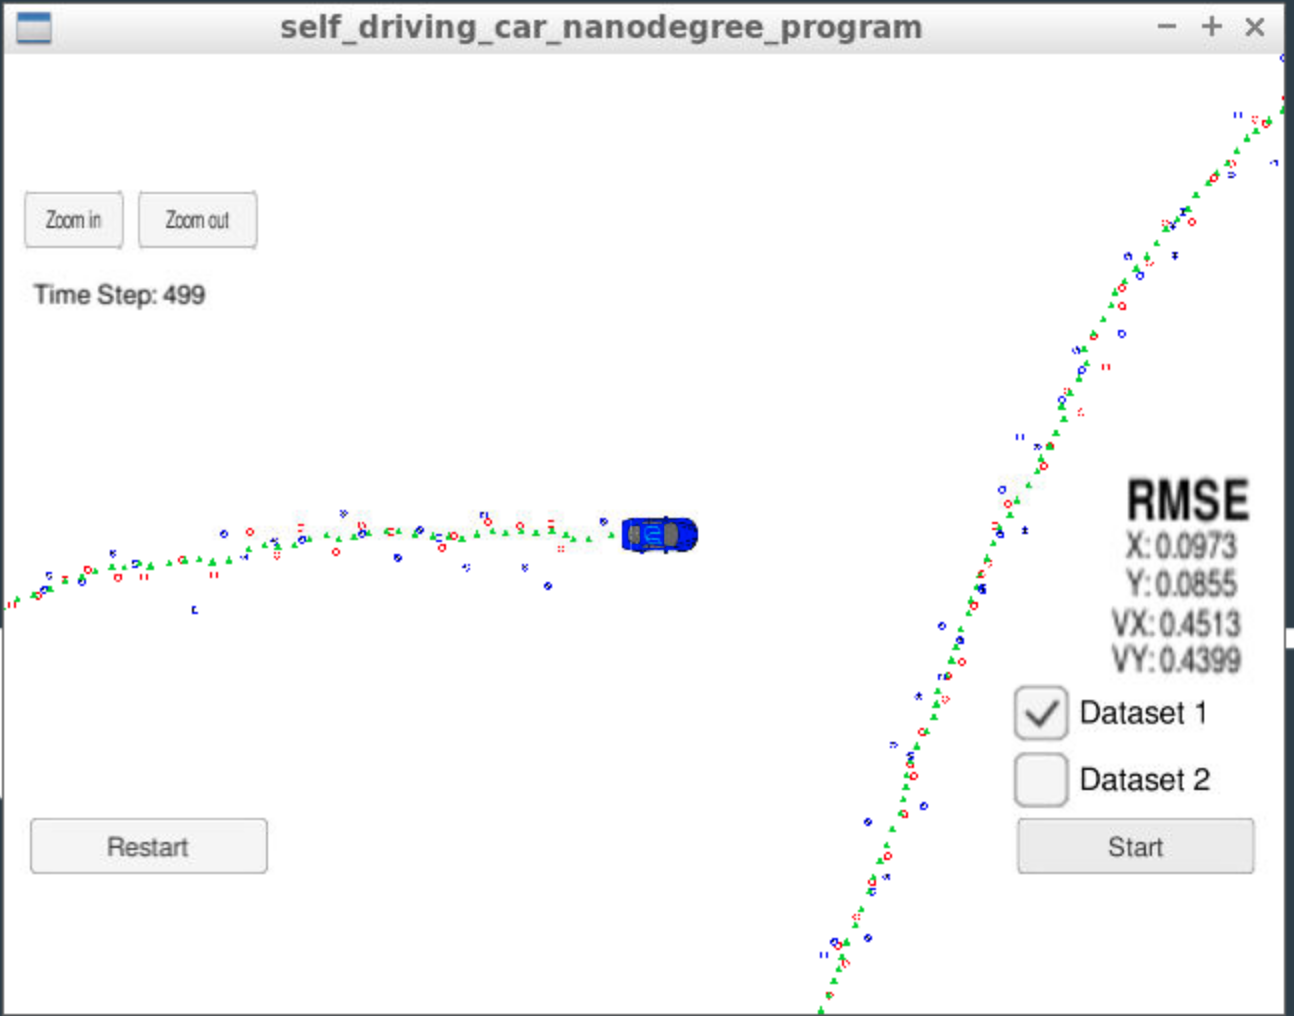 self_driving_car_nanodegree_program
Zoom in
Zoom out
Time Step: 499
RMSE
X: 0.0973
Y: 0.0855
VX: 0.4513
VY: 0.4399
Dataset 1
Dataset 2
Restart
Start